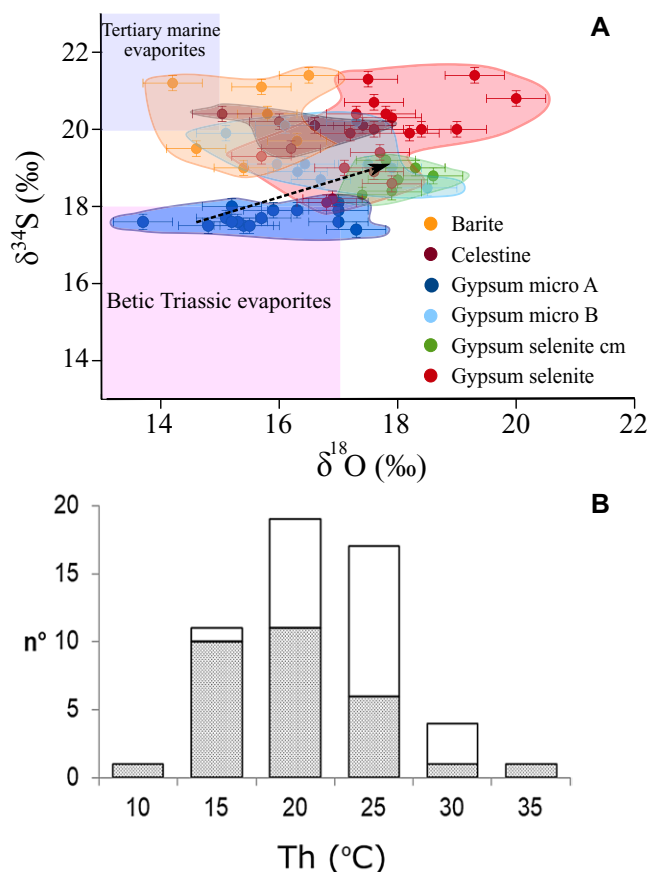 A
Tertiary marine
evaporites
22
20
18
16
14
δ34S (‰)
Betic Triassic evaporites
Barite
Celestine
Gypsum micro A
Gypsum micro B
Gypsum selenite cm
Gypsum selenite
14 16 18 20 22
δ18O (‰)
B
20
15
10
5
0
n°
10 15 20 25 30 35
Th (°C)